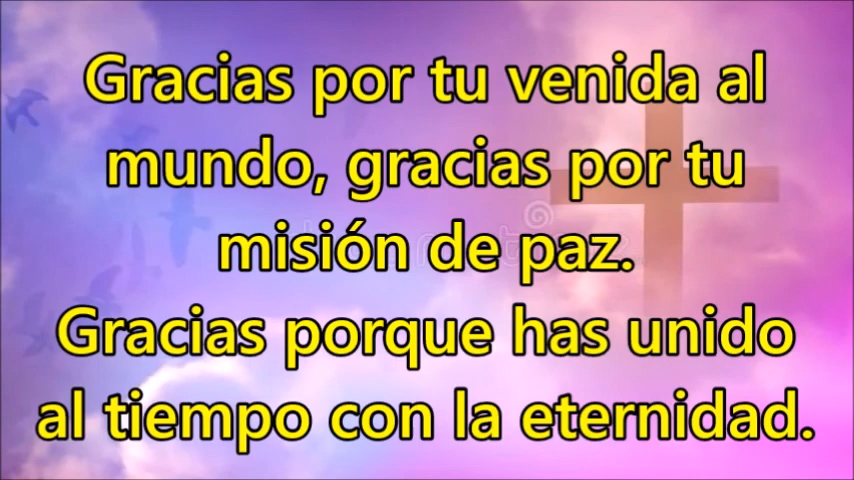 Gracias por tu venida al
mundo, gracias por tu
misión de paz.
Gracias porque has unido
al tiempo con la eternidad.